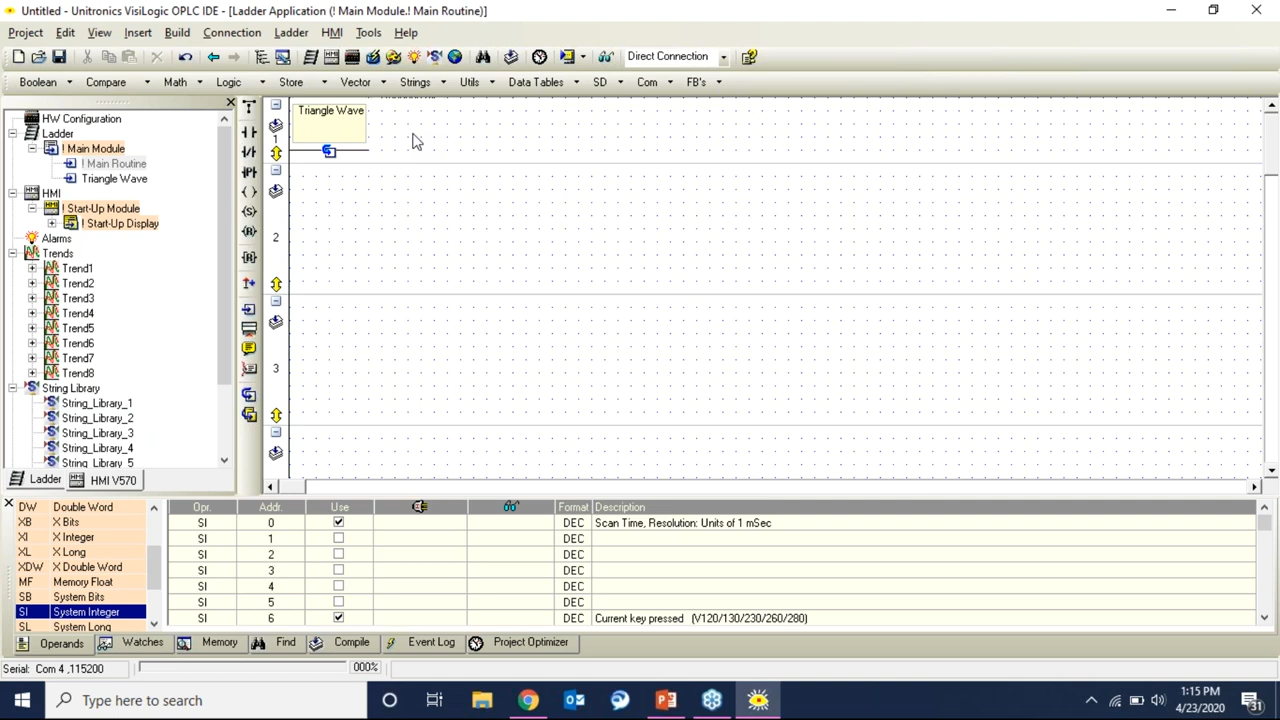 Untitled - Unitronics VisiLogic OPLC IDE - [Ladder Application (! Main Module.! Main Routine)]
Project Edit View Insert Build Connection Ladder HMI Tools Help
Direct Connection
Boolean Compare Math Logic Store Vector Strings Utils Data Tables SD Com FB's
HW Configuration
Ladder
! Main Module
! Main Routine
Triangle Wave
HMI
! Start-Up Module
! Start-Up Display
Alarms
Trends
Trend1
Trend2
Trend3
Trend4
Trend5
Trend6
Trend7
Trend8
String Library
String_Library_1
String_Library_2
String_Library_3
String_Library_4
String_Library_5
Ladder HMI V570
Triangle Wave
1
2
3
DW Double Word
XB X Bits
XI X Integer
XL X Long
XDW X Double Word
MF Memory Float
SB System Bits
SI System Integer
SL System Long
Opr. Addr. Use Format Description
SI 0 DEC Scan Time, Resolution: Units of 1 mSec
SI 1 DEC
SI 2 DEC
SI 3 DEC
SI 4 DEC
SI 5 DEC
SI 6 DEC Current key pressed (V120/130/230/260/280)
Operands Watches Memory Find Compile Event Log Project Optimizer
Serial: Com 4 ,115200 000%
Type here to search
1:15 PM
4/23/2020
31